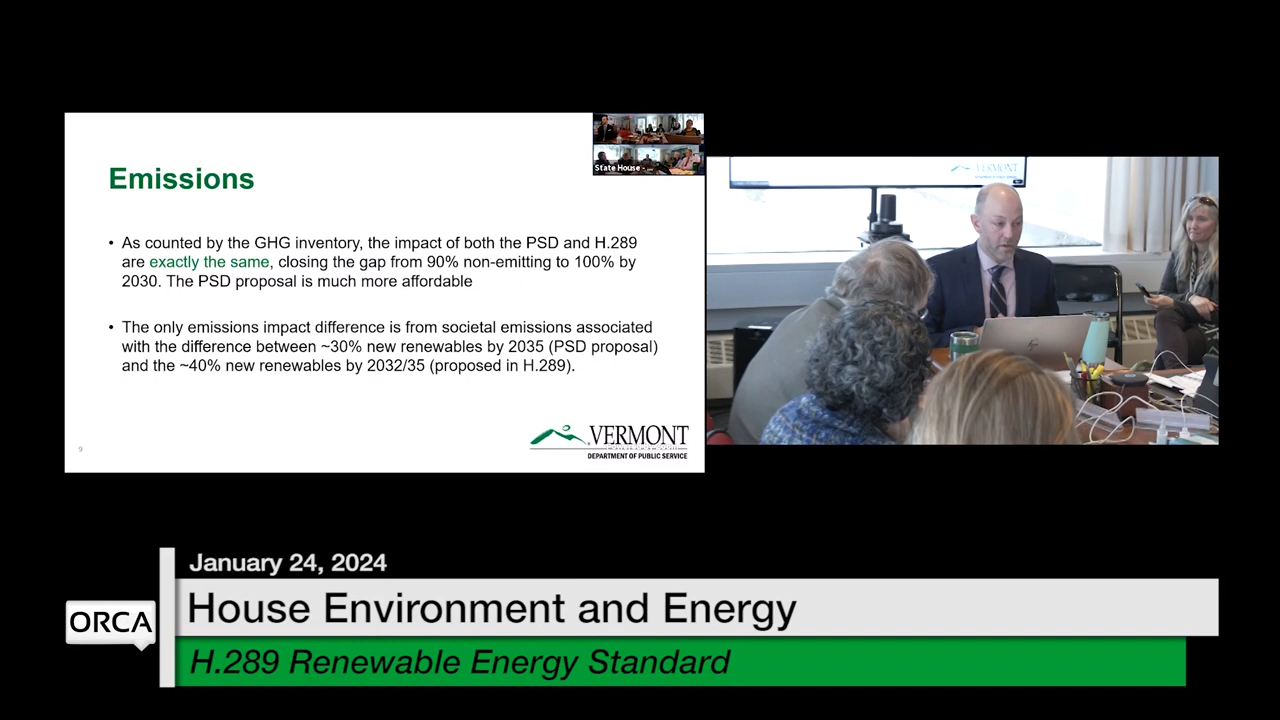 State House
Emissions
• As counted by the GHG inventory, the impact of both the PSD and H.289
are exactly the same, closing the gap from 90% non-emitting to 100% by
2030. The PSD proposal is much more affordable
• The only emissions impact difference is from societal emissions associated
with the difference between ~30% new renewables by 2035 (PSD proposal)
and the ~40% new renewables by 2032/35 (proposed in H.289).
9
VERMONT
DEPARTMENT OF PUBLIC SERVICE
VERMONT
hp
January 24, 2024
ORCA
House Environment and Energy
H.289 Renewable Energy Standard